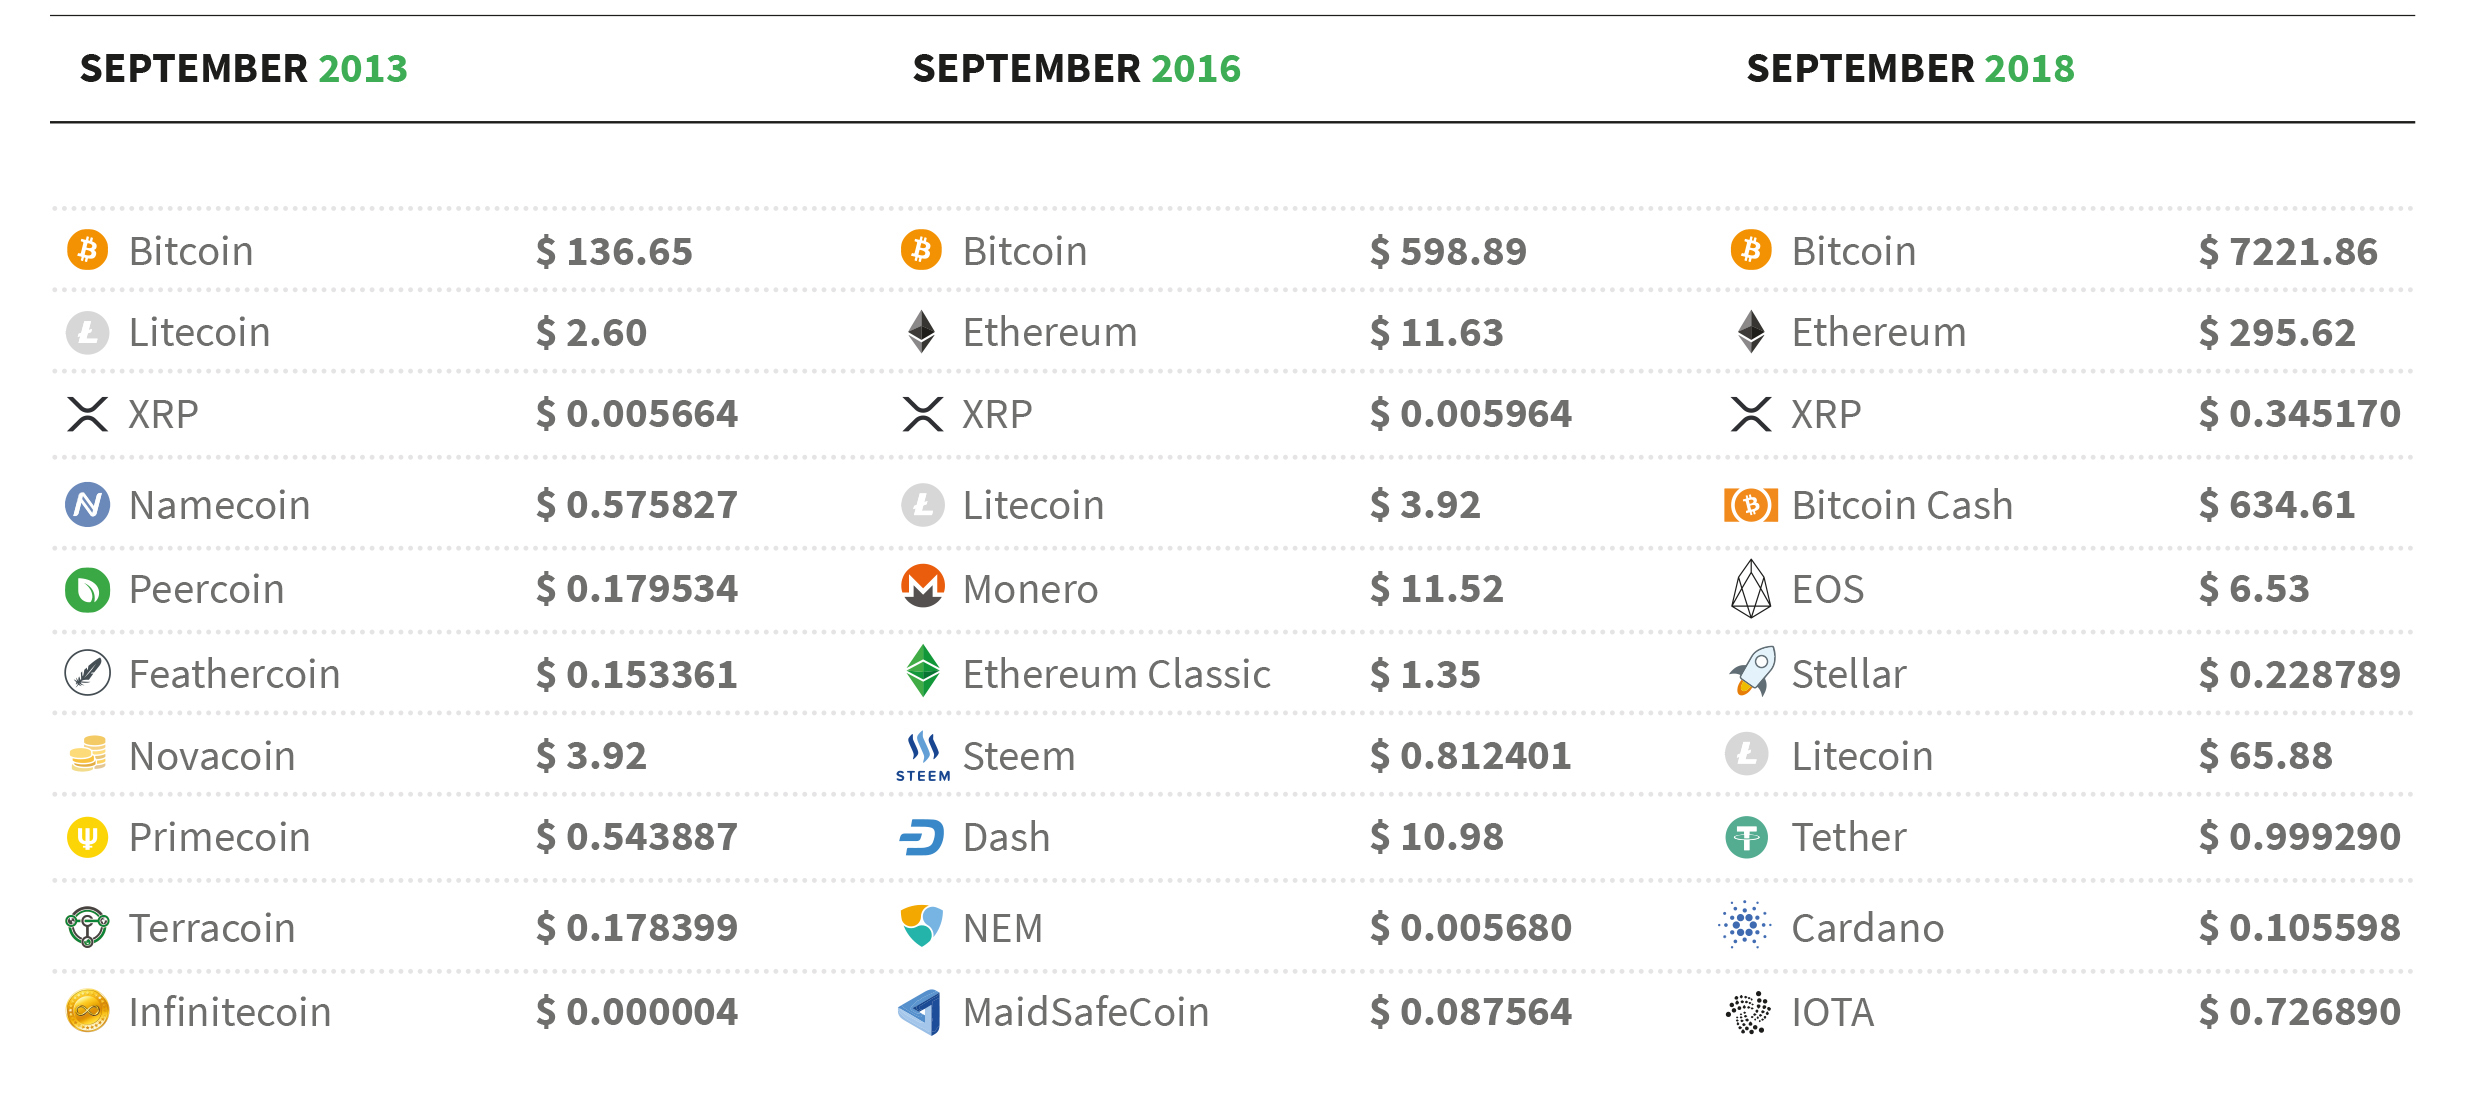 SEPTEMBER 2013 SEPTEMBER 2016 SEPTEMBER 2018
Bitcoin $ 136.65 Bitcoin $ 598.89 Bitcoin $ 7221.86
Litecoin $ 2.60 Ethereum $ 11.63 Ethereum $ 295.62
XRP $ 0.005664 XRP $ 0.005964 XRP $ 0.345170
Namecoin $ 0.575827 Litecoin $ 3.92 Bitcoin Cash $ 634.61
Peercoin $ 0.179534 Monero $ 11.52 EOS $ 6.53
Feathercoin $ 0.153361 Ethereum Classic $ 1.35 Stellar $ 0.228789
Novacoin $ 3.92 STEEM Steem $ 0.812401 Litecoin $ 65.88
Primecoin $ 0.543887 Dash $ 10.98 Tether $ 0.999290
Terracoin $ 0.178399 NEM $ 0.005680 Cardano $ 0.105598
Infinitecoin $ 0.000004 MaidSafeCoin $ 0.087564 IOTA $ 0.726890